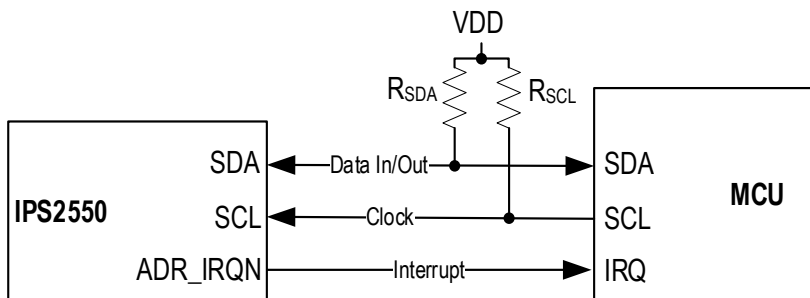 VDD
RSDA RSCL
SDA Data In/Out SDA
IPS2550 MCU
SCL Clock SCL
ADR_IRQN Interrupt IRQ